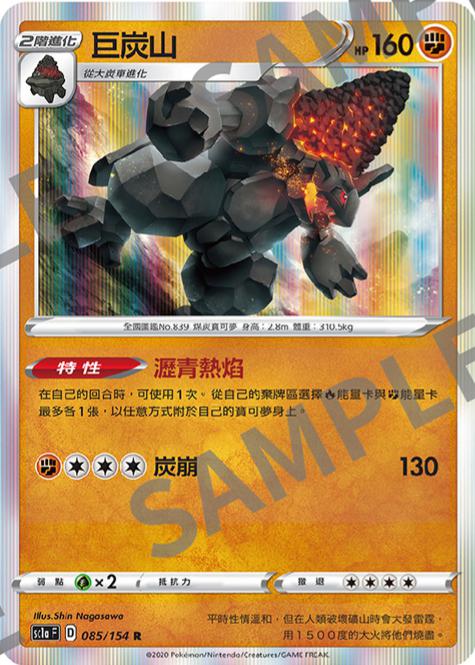 2階進化
巨炭山
HP 160
從大炭車進化
全國圖鑑No.839 煤炭寶可夢 身高：2.8m 體重：310.5kg
特性 瀝青熱焰
在自己的回合時，可使用1次。從自己的棄牌區選擇能量卡與能量卡
最多各1張，以任意方式附於自己的寶可夢身上。
炭崩 130
弱點 ×2 抵抗力 撤退
Illus.Shin Nagasawa
sc1a F D 085/154 R
平時性情溫和，但在人類破壞礦山時會大發雷霆，
用1500度的大火將他們燒光。
©2020 Pokémon/Nintendo/Creatures/GAME FREAK.
SAMPLE